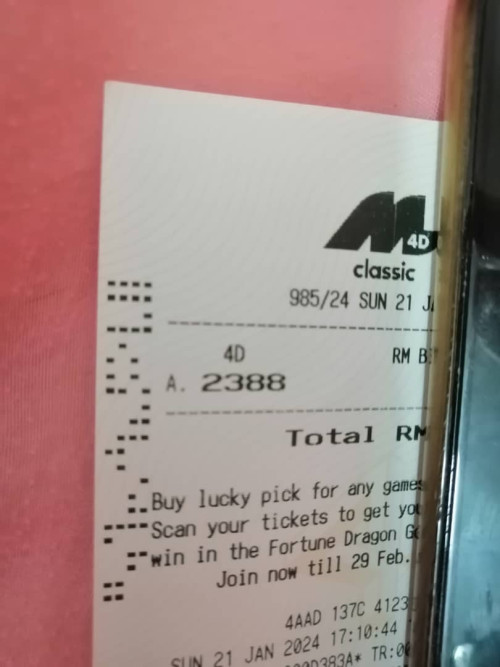 M
4D
classic
985/24 SUN 21
4D RM
A. 2388
Total RM
Buy lucky pick for any games
Scan your tickets to get you
win in the Fortune Dragon
Join now till 29 Feb.
4AAD 137C 4123
SUN 21 JAN 2024 17:10:44